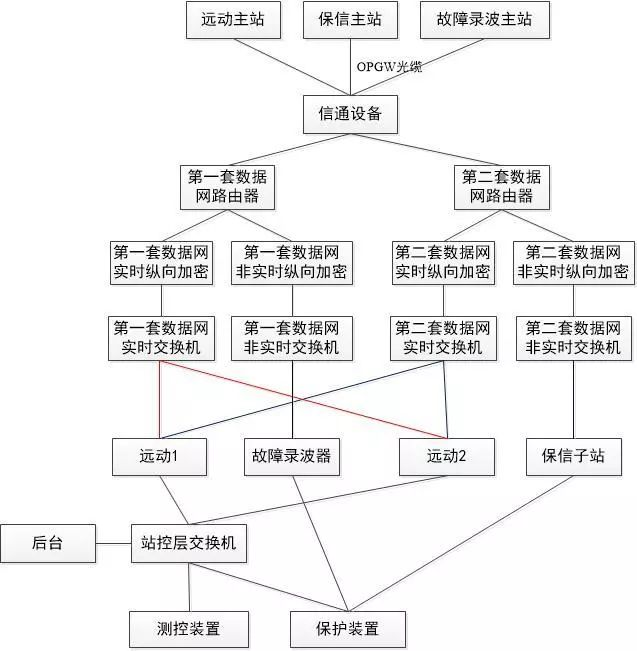 远动主站
保信主站
故障录波主站
OPGW光缆
信通设备
第一套数据
网路由器
第二套数据
网路由器
第一套数据网
实时纵向加密
第一套数据网
非实时纵向加密
第二套数据网
实时纵向加密
第二套数据网
非实时纵向加密
第一套数据网
实时交换机
第一套数据网
非实时交换机
第二套数据网
实时交换机
第二套数据网
非实时交换机
远动1
故障录波器
远动2
保信子站
后台
站控层交换机
测控装置
保护装置